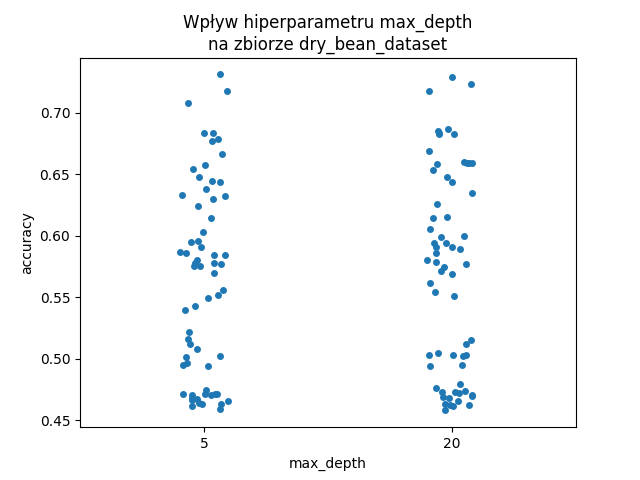 Wpływ hiperparametru max_depth
na zbiorze dry_bean_dataset
0.70
0.65
0.60
0.55
0.50
0.45
accuracy
5
20
max_depth